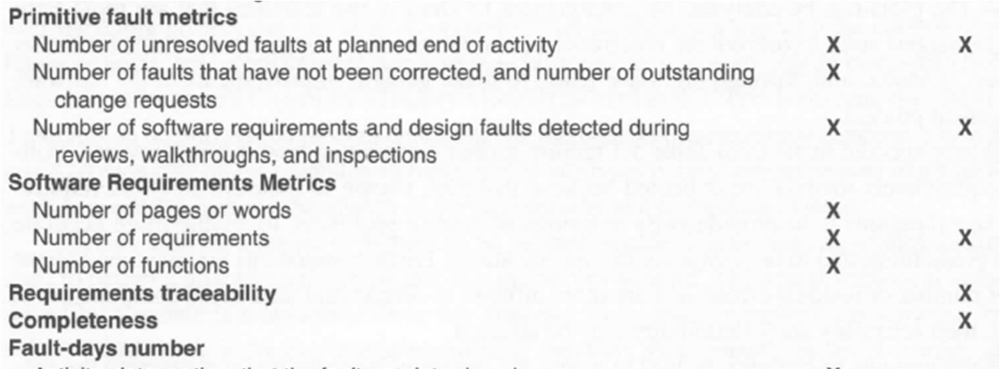 Primitive fault metrics
Number of unresolved faults at planned end of activity X X
Number of faults that have not been corrected, and number of outstanding X
change requests
Number of software requirements and design faults detected during X X
reviews, walkthroughs, and inspections
Software Requirements Metrics
Number of pages or words X
Number of requirements X X
Number of functions X
Requirements traceability X
Completeness X
Fault-days number